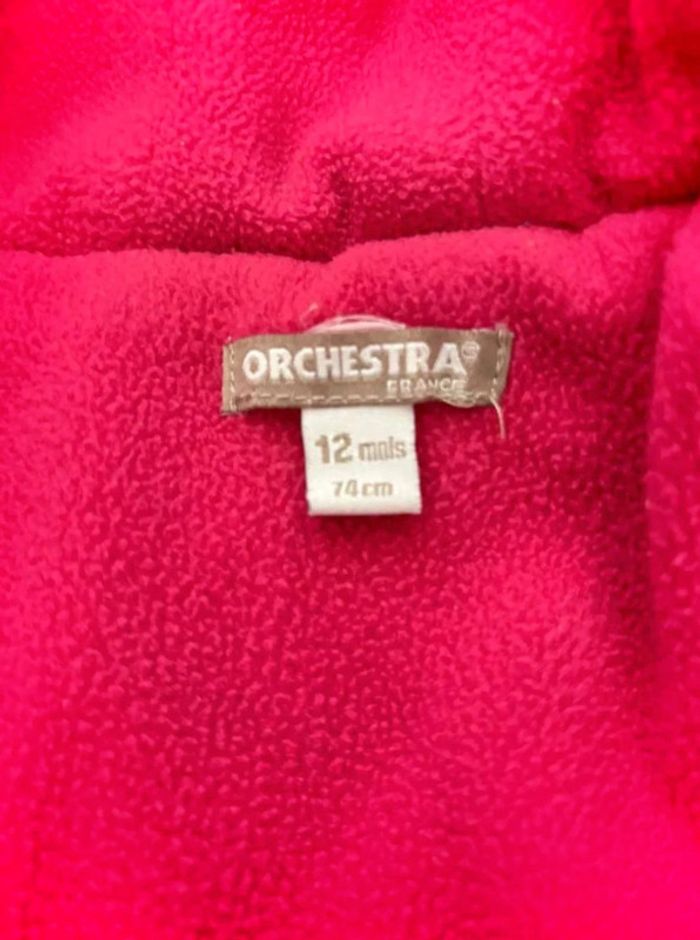 ORCHESTRA®
FRANCE
12 mois
74 cm